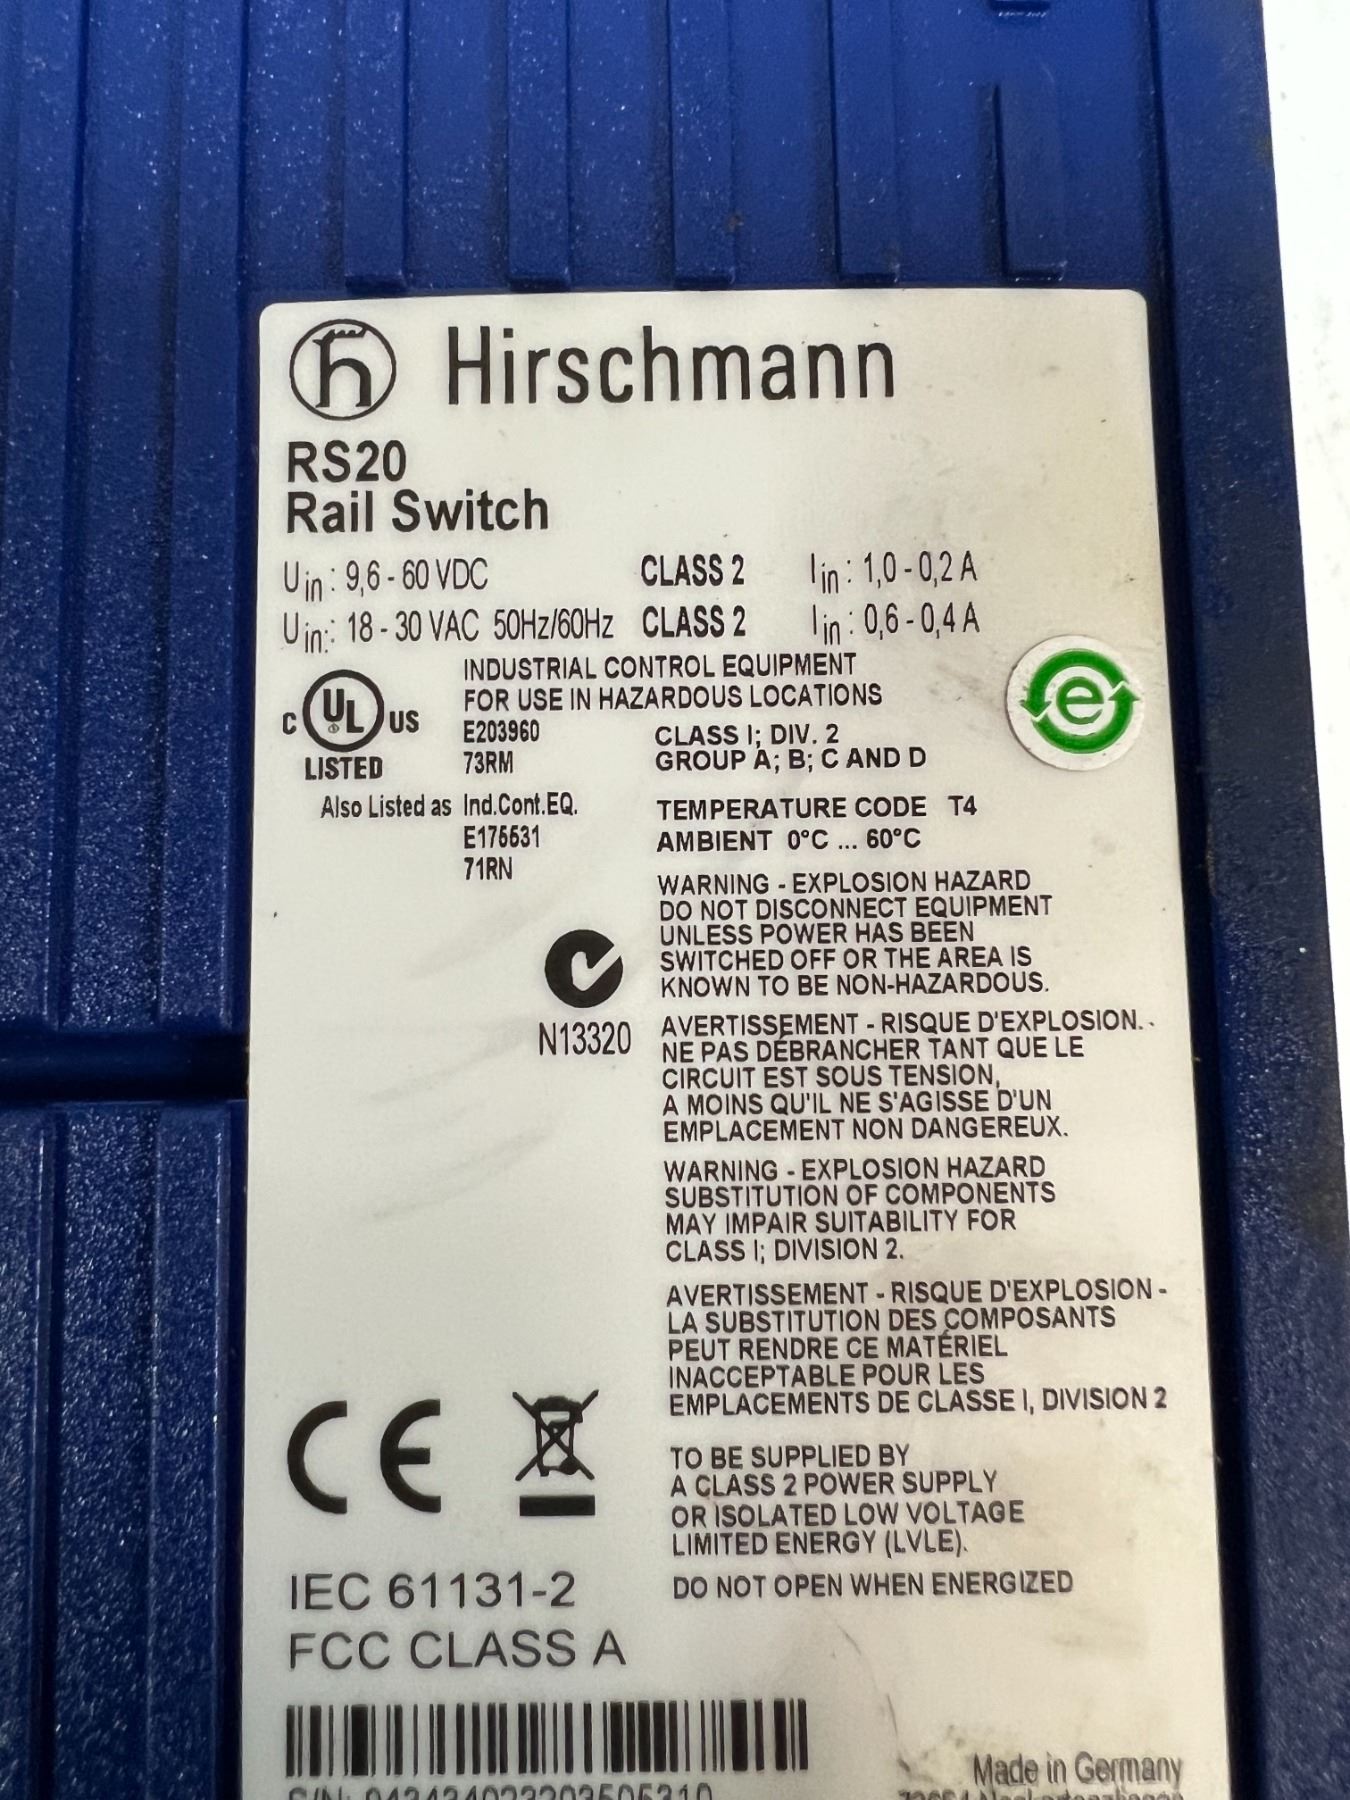 Hirschmann
RS20
Rail Switch
Uin: 9,6 - 60 VDC CLASS 2 Iin: 1,0 - 0,2 A
Uin: 18 - 30 VAC 50Hz/60Hz CLASS 2 Iin: 0,6 - 0,4 A
INDUSTRIAL CONTROL EQUIPMENT
FOR USE IN HAZARDOUS LOCATIONS
C UL US
LISTED
E203960
73RM
CLASS I; DIV. 2
GROUP A; B; C AND D
e
Also Listed as Ind.Cont.EQ.
E175531
71RN
TEMPERATURE CODE T4
AMBIENT 0°C ... 60°C
WARNING - EXPLOSION HAZARD
DO NOT DISCONNECT EQUIPMENT
UNLESS POWER HAS BEEN
SWITCHED OFF OR THE AREA IS
KNOWN TO BE NON-HAZARDOUS.
N13320
AVERTISSEMENT - RISQUE D'EXPLOSION. -
NE PAS DÉBRANCHER TANT QUE LE
CIRCUIT EST SOUS TENSION,
A MOINS QU'IL NE S'AGISSE D'UN
EMPLACEMENT NON DANGEREUX.
WARNING - EXPLOSION HAZARD
SUBSTITUTION OF COMPONENTS
MAY IMPAIR SUITABILITY FOR
CLASS I; DIVISION 2.
AVERTISSEMENT - RISQUE D'EXPLOSION -
LA SUBSTITUTION DES COMPOSANTS
PEUT RENDRE CE MATÉRIEL
INACCEPTABLE POUR LES
EMPLACEMENTS DE CLASSE I, DIVISION 2
CE
TO BE SUPPLIED BY
A CLASS 2 POWER SUPPLY
OR ISOLATED LOW VOLTAGE
LIMITED ENERGY (LVLE).
DO NOT OPEN WHEN ENERGIZED
IEC 61131-2
FCC CLASS A
Made in Germany
S/N: